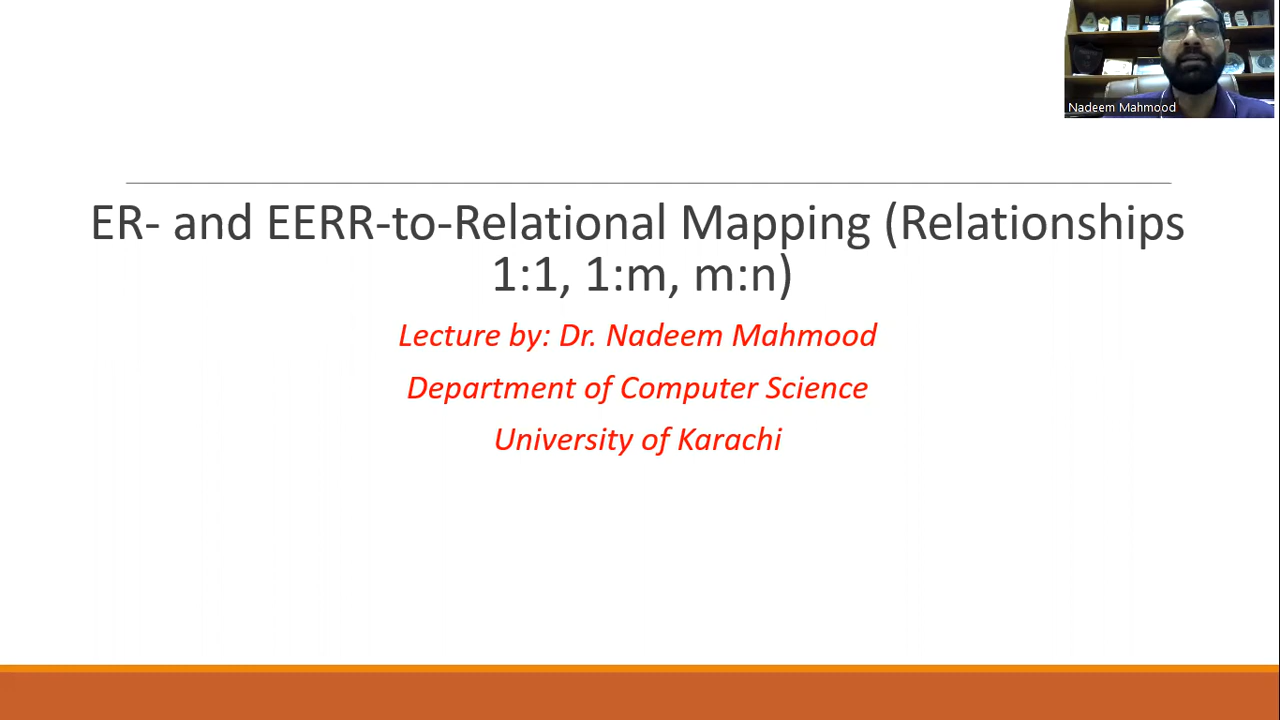 Nadeem Mahmood
ER- and EERR-to-Relational Mapping (Relationships
1:1, 1:m, m:n)
Lecture by: Dr. Nadeem Mahmood
Department of Computer Science
University of Karachi